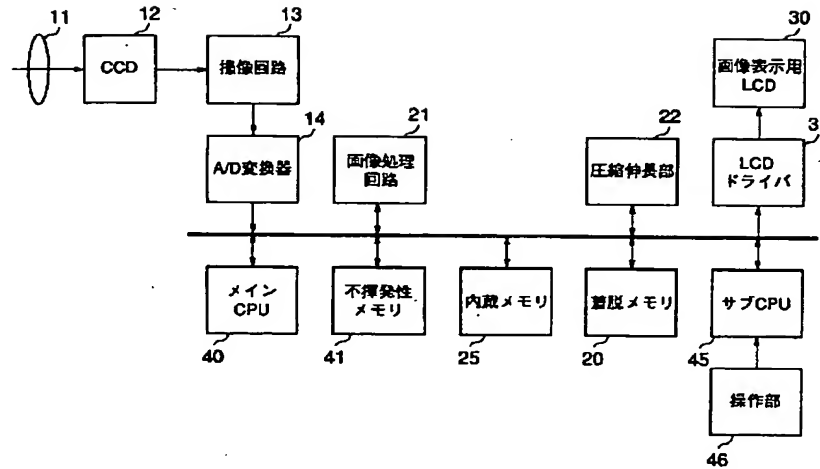 11
12
CCD
13
撮像回路
30
画像表示用
LCD
14
A/D変換器
21
画像処理
回路
22
圧縮伸長部
3
LCD
ドライバ
メイン
CPU
40
不揮発性
メモリ
41
内蔵メモリ
25
着脱メモリ
20
サブCPU
45
操作部
46